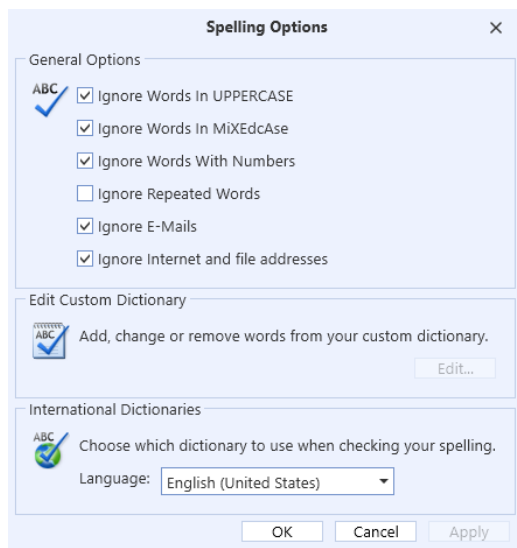 Spelling Options
General Options
ABC
Ignore Words In UPPERCASE
Ignore Words In MiXEdcAse
Ignore Words With Numbers
Ignore Repeated Words
Ignore E-Mails
Ignore Internet and file addresses
Edit Custom Dictionary
ABC
Add, change or remove words from your custom dictionary.
Edit...
International Dictionaries
ABC
Choose which dictionary to use when checking your spelling.
Language: English (United States)
OK Cancel Apply